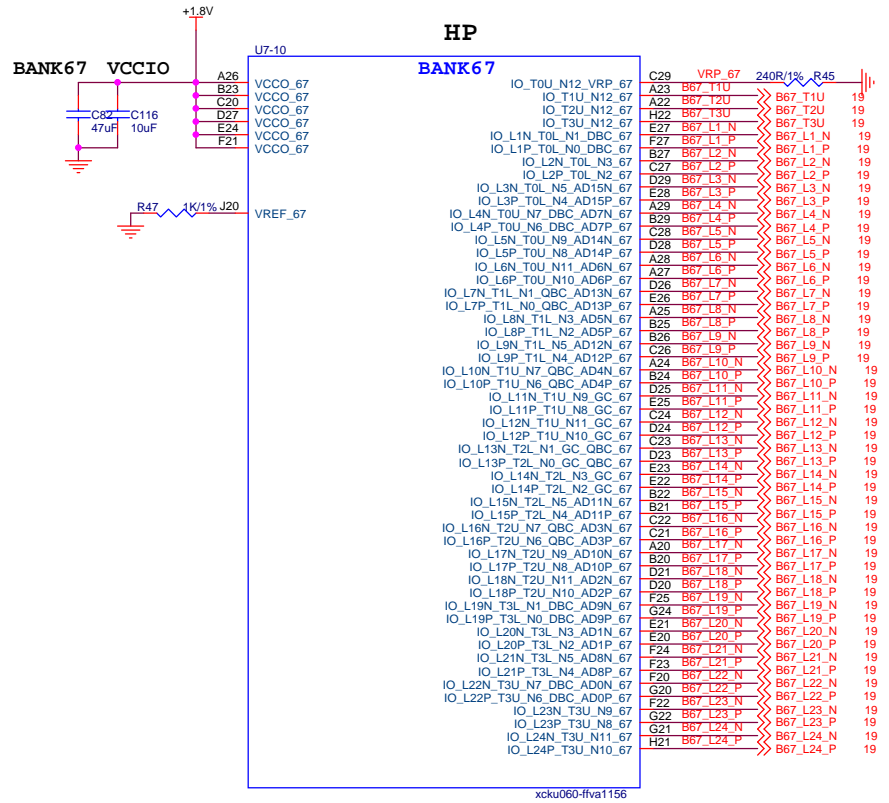 +1.8V
HP
U7-10
BANK67 VCCIO
BANK67
C82
47uF
C116
10uF
A26 VCCO_67
B23 VCCO_67
C20 VCCO_67
D27 VCCO_67
E24 VCCO_67
F21 VCCO_67
R47 1K/1% J20 VREF_67
IO_T0U_N12_VRP_67 C29 VRP_67 240R/1% R45
IO_T1U_N12_67 A23 B67_T1U B67_T1U 19
IO_T2U_N12_67 A22 B67_T2U B67_T2U 19
IO_T3U_N12_67 H22 B67_T3U B67_T3U 19
IO_L1N_T0L_N1_DBC_67 E27 B67_L1_N B67_L1_N 19
IO_L1P_T0L_N0_DBC_67 F27 B67_L1_P B67_L1_P 19
IO_L2N_T0L_N3_67 B27 B67_L2_N B67_L2_N 19
IO_L2P_T0L_N2_67 C27 B67_L2_P B67_L2_P 19
IO_L3N_T0L_N5_AD15N_67 D29 B67_L3_N B67_L3_N 19
IO_L3P_T0L_N4_AD15P_67 E28 B67_L3_P B67_L3_P 19
IO_L4N_T0U_N7_DBC_AD7N_67 A29 B67_L4_N B67_L4_N 19
IO_L4P_T0U_N6_DBC_AD7P_67 B29 B67_L4_P B67_L4_P 19
IO_L5N_T0U_N9_AD14N_67 C28 B67_L5_N B67_L5_N 19
IO_L5P_T0U_N8_AD14P_67 D28 B67_L5_P B67_L5_P 19
IO_L6N_T0U_N11_AD6N_67 A28 B67_L6_N B67_L6_N 19
IO_L6P_T0U_N10_AD6P_67 A27 B67_L6_P B67_L6_P 19
IO_L7N_T1L_N1_QBC_AD13N_67 D26 B67_L7_N B67_L7_N 19
IO_L7P_T1L_N0_QBC_AD13P_67 E26 B67_L7_P B67_L7_P 19
IO_L8N_T1L_N3_AD5N_67 A25 B67_L8_N B67_L8_N 19
IO_L8P_T1L_N2_AD5P_67 B25 B67_L8_P B67_L8_P 19
IO_L9N_T1L_N5_AD12N_67 B26 B67_L9_N B67_L9_N 19
IO_L9P_T1L_N4_AD12P_67 C26 B67_L9_P B67_L9_P 19
IO_L10N_T1U_N7_QBC_AD4N_67 A24 B67_L10_N B67_L10_N 19
IO_L10P_T1U_N6_QBC_AD4P_67 B24 B67_L10_P B67_L10_P 19
IO_L11N_T1U_N9_GC_67 D25 B67_L11_N B67_L11_N 19
IO_L11P_T1U_N8_GC_67 E25 B67_L11_P B67_L11_P 19
IO_L12N_T1U_N11_GC_67 C24 B67_L12_N B67_L12_N 19
IO_L12P_T1U_N10_GC_67 D24 B67_L12_P B67_L12_P 19
IO_L13N_T2L_N1_GC_QBC_67 C23 B67_L13_N B67_L13_N 19
IO_L13P_T2L_N0_GC_QBC_67 D23 B67_L13_P B67_L13_P 19
IO_L14N_T2L_N3_GC_67 E23 B67_L14_N B67_L14_N 19
IO_L14P_T2L_N2_GC_67 E22 B67_L14_P B67_L14_P 19
IO_L15N_T2L_N5_AD11N_67 B22 B67_L15_N B67_L15_N 19
IO_L15P_T2L_N4_AD11P_67 B21 B67_L15_P B67_L15_P 19
IO_L16N_T2U_N7_QBC_AD3N_67 C22 B67_L16_N B67_L16_N 19
IO_L16P_T2U_N6_QBC_AD3P_67 C21 B67_L16_P B67_L16_P 19
IO_L17N_T2U_N9_AD10N_67 A20 B67_L17_N B67_L17_N 19
IO_L17P_T2U_N8_AD10P_67 B20 B67_L17_P B67_L17_P 19
IO_L18N_T2U_N11_AD2N_67 D21 B67_L18_N B67_L18_N 19
IO_L18P_T2U_N10_AD2P_67 D20 B67_L18_P B67_L18_P 19
IO_L19N_T3L_N1_DBC_AD9N_67 F25 B67_L19_N B67_L19_N 19
IO_L19P_T3L_N0_DBC_AD9P_67 G24 B67_L19_P B67_L19_P 19
IO_L20N_T3L_N3_AD1N_67 E21 B67_L20_N B67_L20_N 19
IO_L20P_T3L_N2_AD1P_67 E20 B67_L20_P B67_L20_P 19
IO_L21N_T3L_N5_AD8N_67 F24 B67_L21_N B67_L21_N 19
IO_L21P_T3L_N4_AD8P_67 F23 B67_L21_P B67_L21_P 19
IO_L22N_T3U_N7_DBC_AD0N_67 F20 B67_L22_N B67_L22_N 19
IO_L22P_T3U_N6_DBC_AD0P_67 G20 B67_L22_P B67_L22_P 19
IO_L23N_T3U_N9_67 F22 B67_L23_N B67_L23_N 19
IO_L23P_T3U_N8_67 G22 B67_L23_P B67_L23_P 19
IO_L24N_T3U_N11_67 G21 B67_L24_N B67_L24_N 19
IO_L24P_T3U_N10_67 H21 B67_L24_P B67_L24_P 19
xcku060-ffva1156